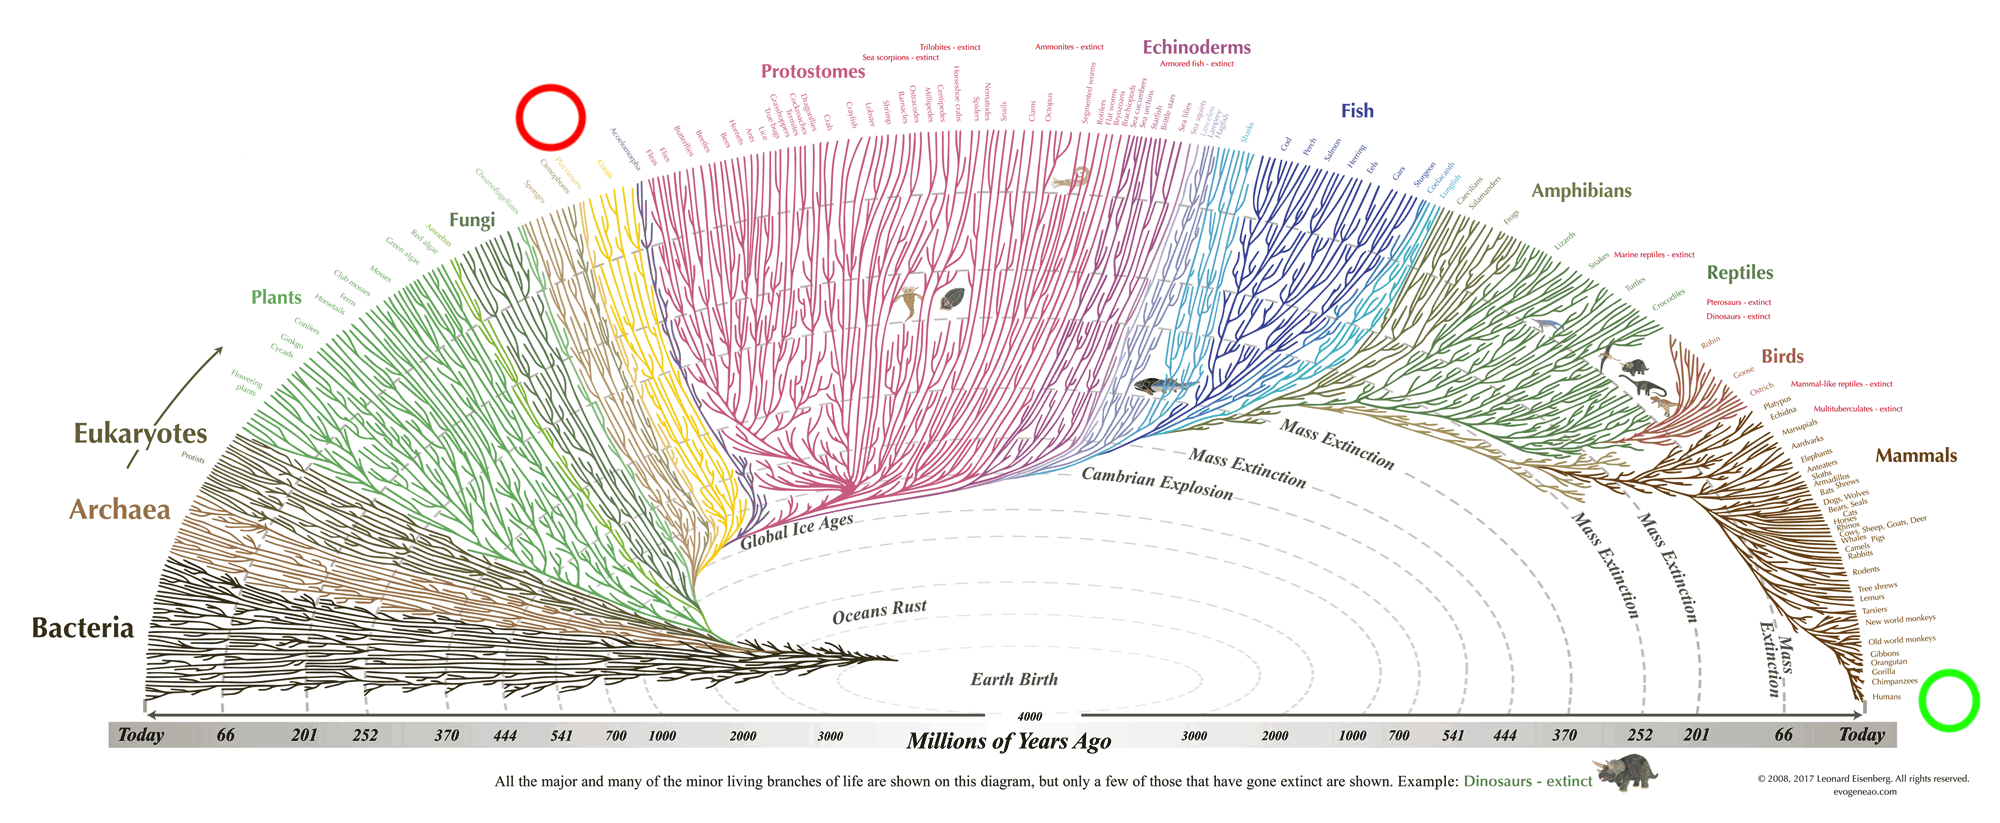 Trilobites - extinct
Sea scorpions - extinct
Ammonites - extinct
Echinoderms
Armored fish - extinct
Protostomes
Fish
Amphibians
Fungi
Reptiles
Plants
Birds
Eukaryotes
Mammals
Archaea
Bacteria
Protists
Flowering
plants
Cycads
Ginkgo
Conifers
Horsetails
Ferns
Club mosses
Mosses
Green algae
Red algae
Amoebas
Choanoflagellates
Sponges
Ctenophores
Placozoans
Corals
Acoelomorpha
Fleas
Flies
Butterflies
Beetles
Bees
Hornets
Ants
Lice
True bugs
Grasshoppers
Termites
Cockroaches
Dragonflies
Crab
Crayfish
Lobster
Shrimp
Barnacles
Ostracodes
Millipedes
Centipedes
Horseshoe crabs
Spiders
Nematodes
Snails
Clams
Octopus
Segmented worms
Rotifers
Flat worms
Bryozoans
Brachiopods
Sea cucumbers
Sea urchins
Starfish
Brittle stars
Sea lilies
Sea squirts
Lancelets
Lamprey
Hagfish
Sharks
Cod
Perch
Salmon
Herring
Eels
Gars
Sturgeon
Coelacanth
Lungfish
Caecilians
Salamanders
Frogs
Lizards
Snakes
Marine reptiles - extinct
Turtles
Crocodiles
Pterosaurs - extinct
Dinosaurs - extinct
Robin
Goose
Ostrich
Mammal-like reptiles - extinct
Platypus
Echidna
Multituberculates - extinct
Marsupials
Aardvarks
Elephants
Anteaters
Sloths
Armadillos
Bats Shrews
Dogs, Wolves
Bears, Seals
Cats
Horses
Rhinos
Cows, Sheep, Goats, Deer
Whales Pigs
Camels
Rabbits
Rodents
Tree shrews
Lemurs
Tarsiers
New world monkeys
Old world monkeys
Gibbons
Orangutan
Gorilla
Chimpanzees
Humans
Mass Extinction
Mass Extinction
Cambrian Explosion
Global Ice Ages
Mass Extinction
Mass Extinction
Mass Extinction
Oceans Rust
Earth Birth
4000
Today 66 201 252 370 444 541 700 1000 2000 3000 Millions of Years Ago 3000 2000 1000 700 541 444 370 252 201 66 Today
All the major and many of the minor living branches of life are shown on this diagram, but only a few of those that have gone extinct are shown. Example: Dinosaurs - extinct
© 2008, 2017 Leonard Eisenberg. All rights reserved.
evogeneao.com